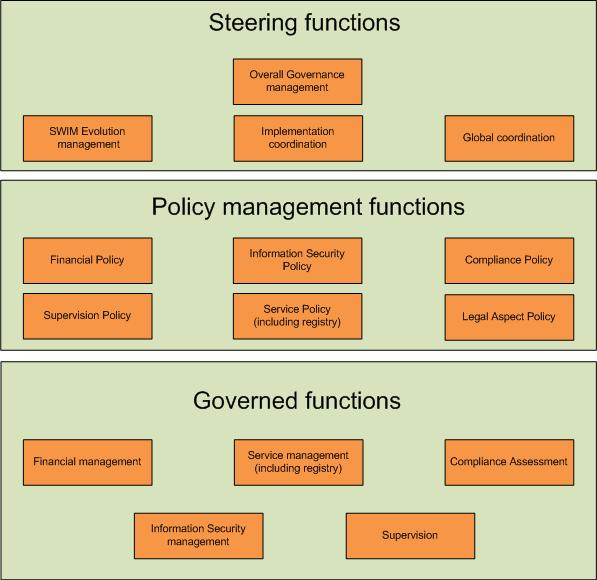 Steering functions
Overall Governance
management
SWIM Evolution
management
Implementation
coordination
Global coordination
Policy management functions
Financial Policy
Information Security
Policy
Compliance Policy
Supervision Policy
Service Policy
(including registry)
Legal Aspect Policy
Governed functions
Financial management
Service management
(including registry)
Compliance Assessment
Information Security
management
Supervision